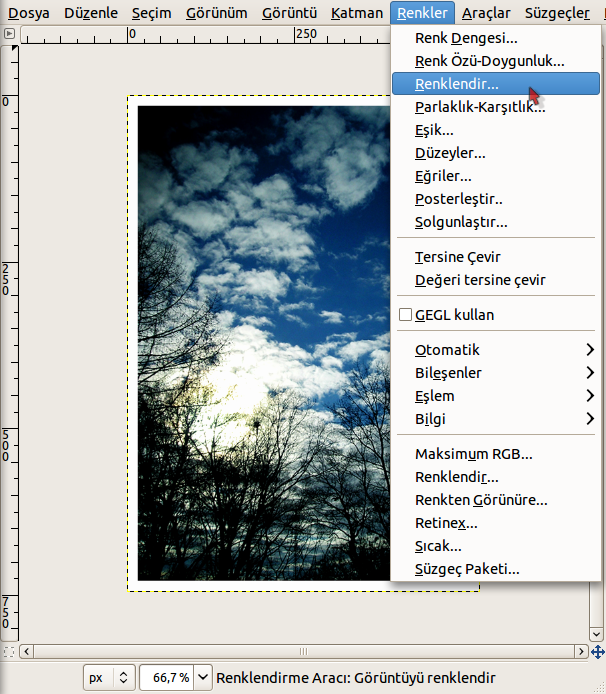 Dosya Düzenle Seçim Görünüm Görüntü Katman Renkler Araçlar Süzgeçler
0 250
Renk Dengesi...
Renk Özü-Doygunluk...
Renklendir...
Parlaklık-Karşıtlık...
Eşik...
Düzeyler...
Eğriler...
Posterleştir..
Solgunlaştır...
Tersine Çevir
Değeri tersine çevir
GEGL kullan
Otomatik
Bileşenler
Eşlem
Bilgi
Maksimum RGB...
Renklendir...
Renkten Görünüre...
Retinex...
Sıcak...
Süzgeç Paketi...
0
250
500
750
px 66,7 % Renklendirme Aracı: Görüntüyü renklendir